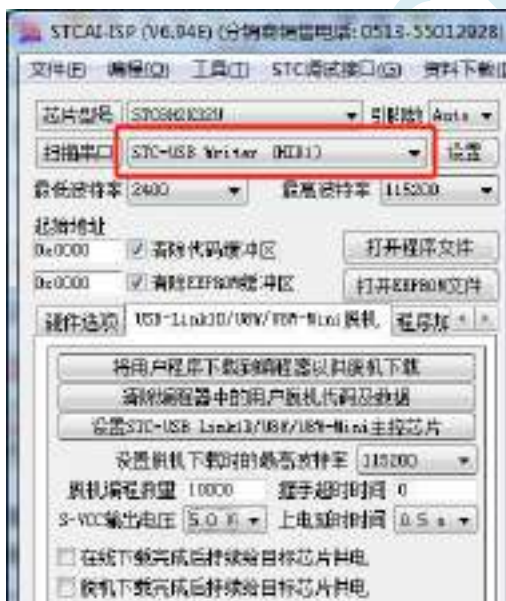 STCAI-ISP (V6.94E) (分销商销售电话: 0513-55012928)
文件(F) 编程(O) 工具(T) STC调试接口(G) 资料下载(
芯片型号 引脚数 Auto
扫描串口 STC-USB Writer (HID1) 设置
最低波特率 2400 最高波特率 115200
起始地址
0x0000 清除代码缓冲区 打开程序文件
0x0000 清除EEPROM缓冲区 打开EEPROM文件
硬件选项 USB-Link1D/U8W/U8W-Mini脱机 程序加
将用户程序下载到编程器以供脱机下载
清除编程器中的用户脱机代码及数据
设置STC-USB Link1D/U8W/U8W-Mini主控芯片
设置脱机下载时的最高波特率 115200
脱机编程数量 10000 握手超时时间 0
S-VCC输出电压 5.0 V 上电延时时间 0.5 s
在线下载完成后持续给目标芯片供电
脱机下载完成后持续给目标芯片供电